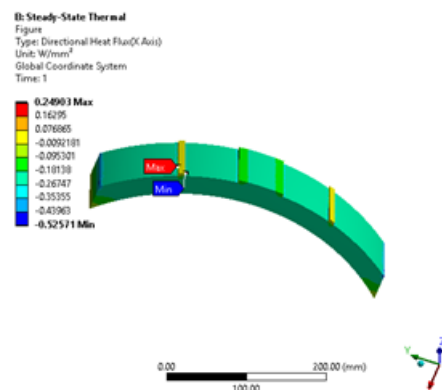 B: Steady-State Thermal
Figure
Type: Directional Heat Flux(X Axis)
Unit: W/mm²
Global Coordinate System
Time: 1
0.24903 Max
0.16295
0.076865
-0.0092181
-0.095301
-0.18138
-0.26747
-0.35355
-0.43963
-0.52571 Min
Max
Min
0.00
200.00 (mm)
100.00
Y
Z